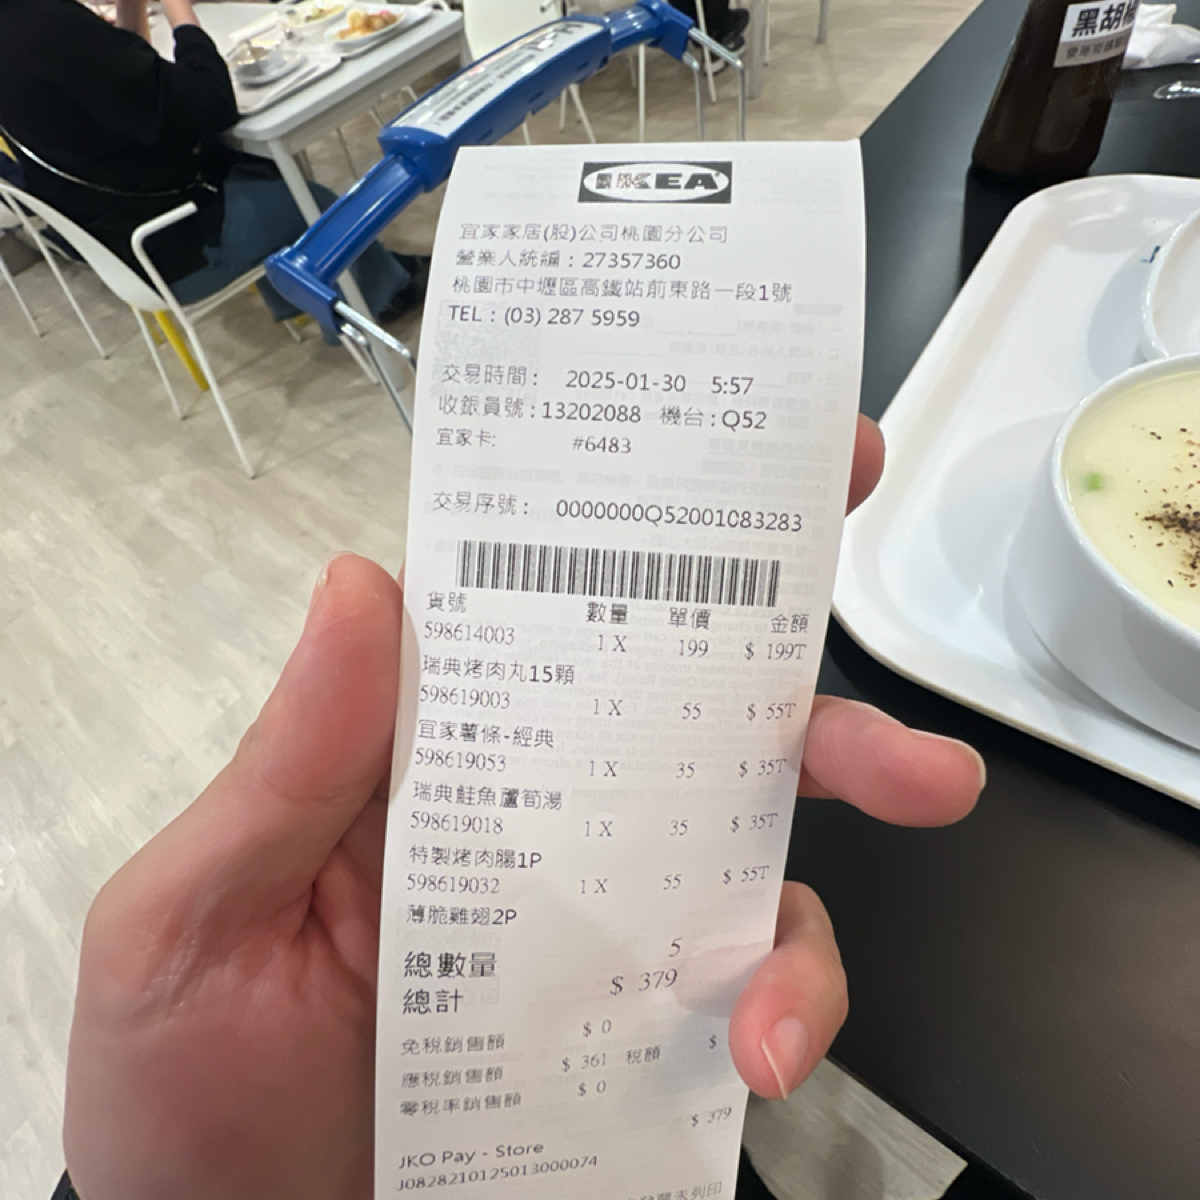 黑胡椒
IKEA
宜家家居(股)公司桃園分公司
營業人統編：27357360
桃園市中壢區高鐵站前東路一段1號
TEL：(03) 287 5959
交易時間： 2025-01-30 5:57
收銀員號：13202088 機台：Q52
宜家卡: #6483
交易序號： 0000000Q52001083283
貨號 數量 單價 金額
598614003 1 X 199 $ 199T
瑞典烤肉丸15顆
598619003 1 X 55 $ 55T
宜家薯條-經典
598619053 1 X 35 $ 35T
瑞典鮭魚蘆筍湯
598619018 1 X 35 $ 35T
特製烤肉腸1P
598619032 1 X 55 $ 55T
薄脆雞翅2P
總數量 5
總計 $ 379
免稅銷售額 $ 0
應稅銷售額 $ 361 稅額 $
零稅率銷售額 $ 0
$ 379
JKO Pay - Store
J0828210125013000074